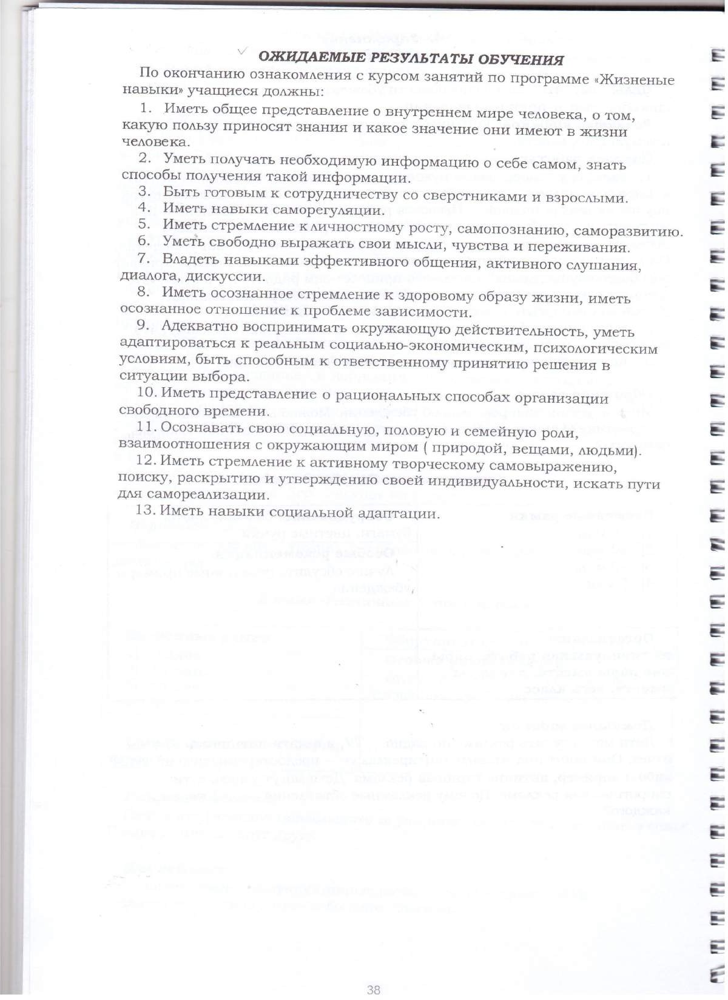 ОЖИДАЕМЫЕ РЕЗУЛЬТАТЫ ОБУЧЕНИЯ
По окончанию ознакомления с курсом занятий по программе «Жизненые
навыки» учащиеся должны:
1. Иметь общее представление о внутреннем мире человека, о том,
какую пользу приносят знания и какое значение они имеют в жизни
человека.
2. Уметь получать необходимую информацию о себе самом, знать
способы получения такой информации.
3. Быть готовым к сотрудничеству со сверстниками и взрослыми.
4. Иметь навыки саморегуляции.
5. Иметь стремление к личностному росту, самопознанию, саморазвитию.
6. Уметь свободно выражать свои мысли, чувства и переживания.
7. Владеть навыками эффективного общения, активного слушания,
диалога, дискуссии.
8. Иметь осознанное стремление к здоровому образу жизни, иметь
осознанное отношение к проблеме зависимости.
9. Адекватно воспринимать окружающую действительность, уметь
адаптироваться к реальным социально-экономическим, психологическим
условиям, быть способным к ответственному принятию решения в
ситуации выбора.
10. Иметь представление о рациональных способах организации
свободного времени.
11. Осознавать свою социальную, половую и семейную роли,
взаимоотношения с окружающим миром ( природой, вещами, людьми).
12. Иметь стремление к активному творческому самовыражению,
поиску, раскрытию и утверждению своей индивидуальности, искать пути
для самореализации.
13. Иметь навыки социальной адаптации.
38